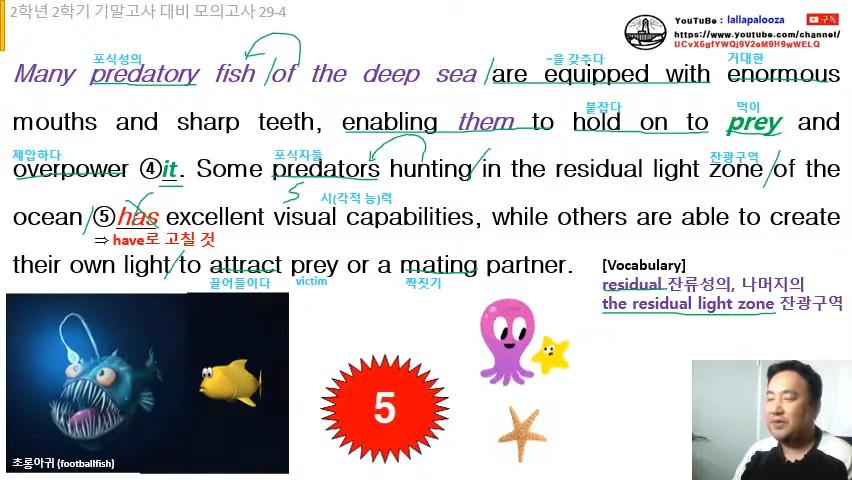 2학년 2학기 기말고사 대비 모의고사 29-4
YouTuBe : lallapalooza
구독
https://www.youtube.com/channel/
UCvX6gfYWQj9V2eM9H9wWELQ
포식성의 ~을 갖추다 거대한
Many predatory fish of the deep sea are equipped with enormous
붙잡다 먹이
mouths and sharp teeth, enabling them to hold on to prey and
제압하다 포식자들 잔광구역
overpower ④it. Some predators hunting in the residual light zone of the
S 시(각적 능)력
ocean ⑤has excellent visual capabilities, while others are able to create
⇒ have로 고칠 것
their own light to attract prey or a mating partner.
끌어들이다 victim 짝짓기
[Vocabulary]
residual 잔류성의, 나머지의
the residual light zone 잔광구역
5
초롱아귀 (footballfish)